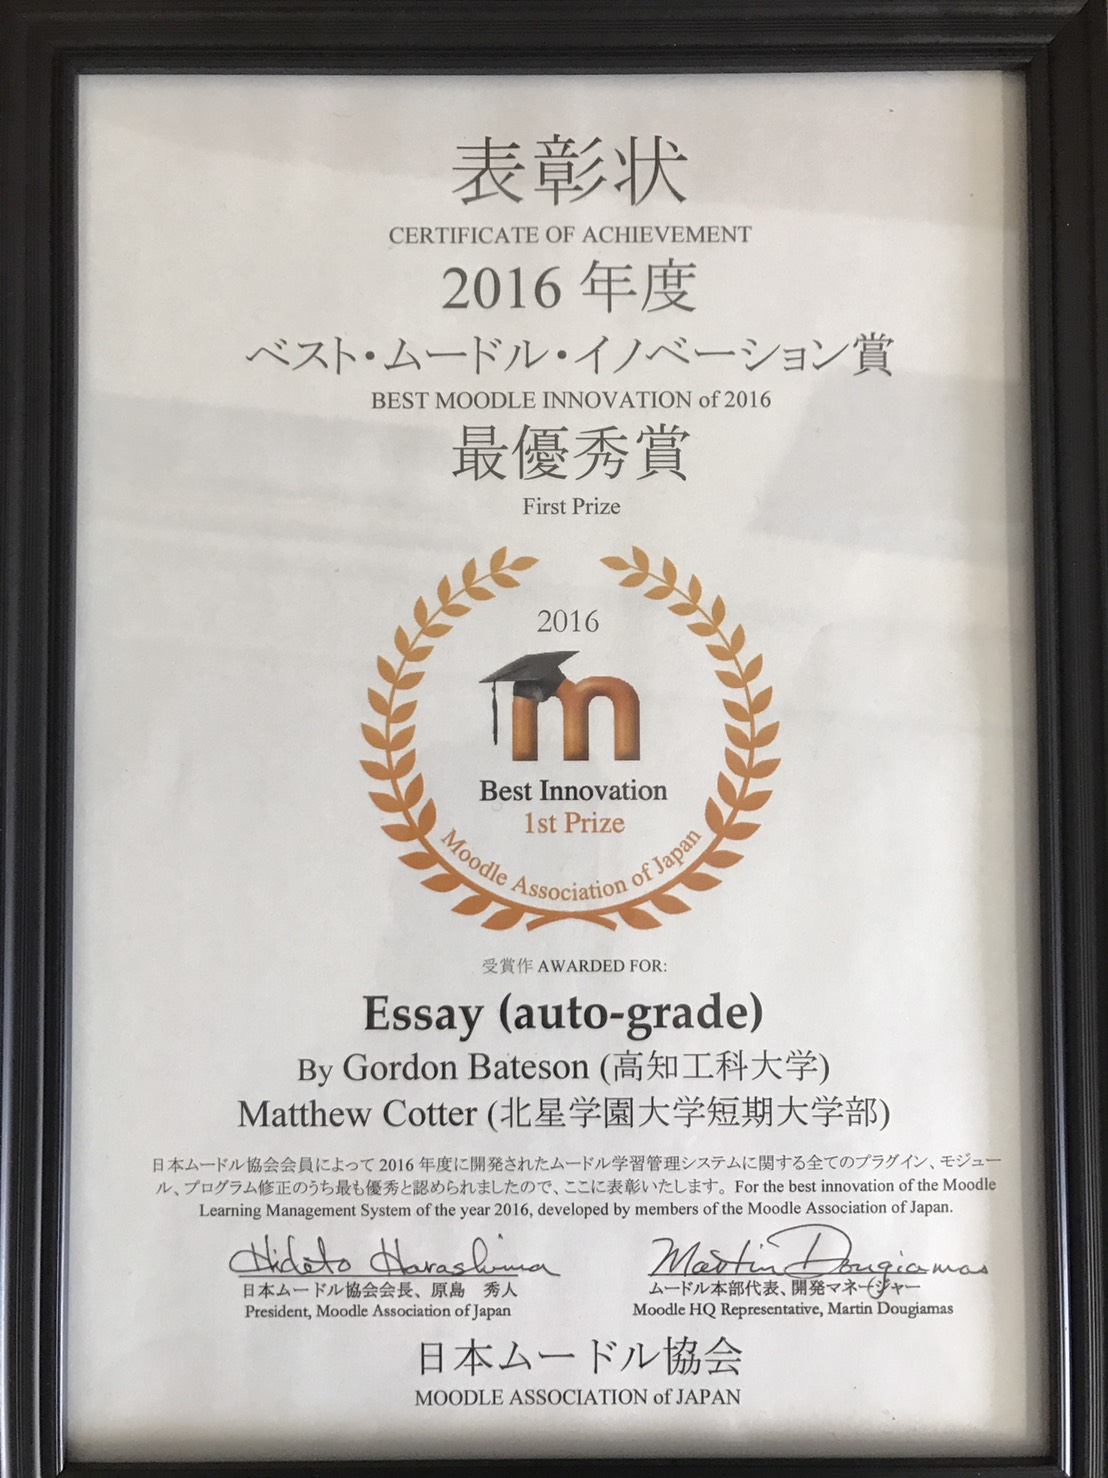 表彰状
CERTIFICATE OF ACHIEVEMENT
2016 年度
ベスト・ムードル・イノベーション賞
BEST MOODLE INNOVATION of 2016
最優秀賞
First Prize
2016
m
Best Innovation
1st Prize
Moodle Association of Japan
受賞作 AWARDED FOR:
Essay (auto-grade)
By Gordon Bateson (高知工科大学)
Matthew Cotter (北星学園大学短期大学部)
日本ムードル協会会員によって 2016 年度に開発されたムードル学習管理システムに関する全てのプラグイン、モジュー
ル、プログラム修正のうち最も優秀と認められましたので、ここに表彰いたします。For the best innovation of the Moodle
Learning Management System of the year 2016, developed by members of the Moodle Association of Japan.
Hideto Harashima
Martin Dougiamas
日本ムードル協会会長、原島　秀人
ムードル本部代表、開発マネージャー
President, Moodle Association of Japan
Moodle HQ Representative, Martin Dougiamas
日本ムードル協会
MOODLE ASSOCIATION of JAPAN